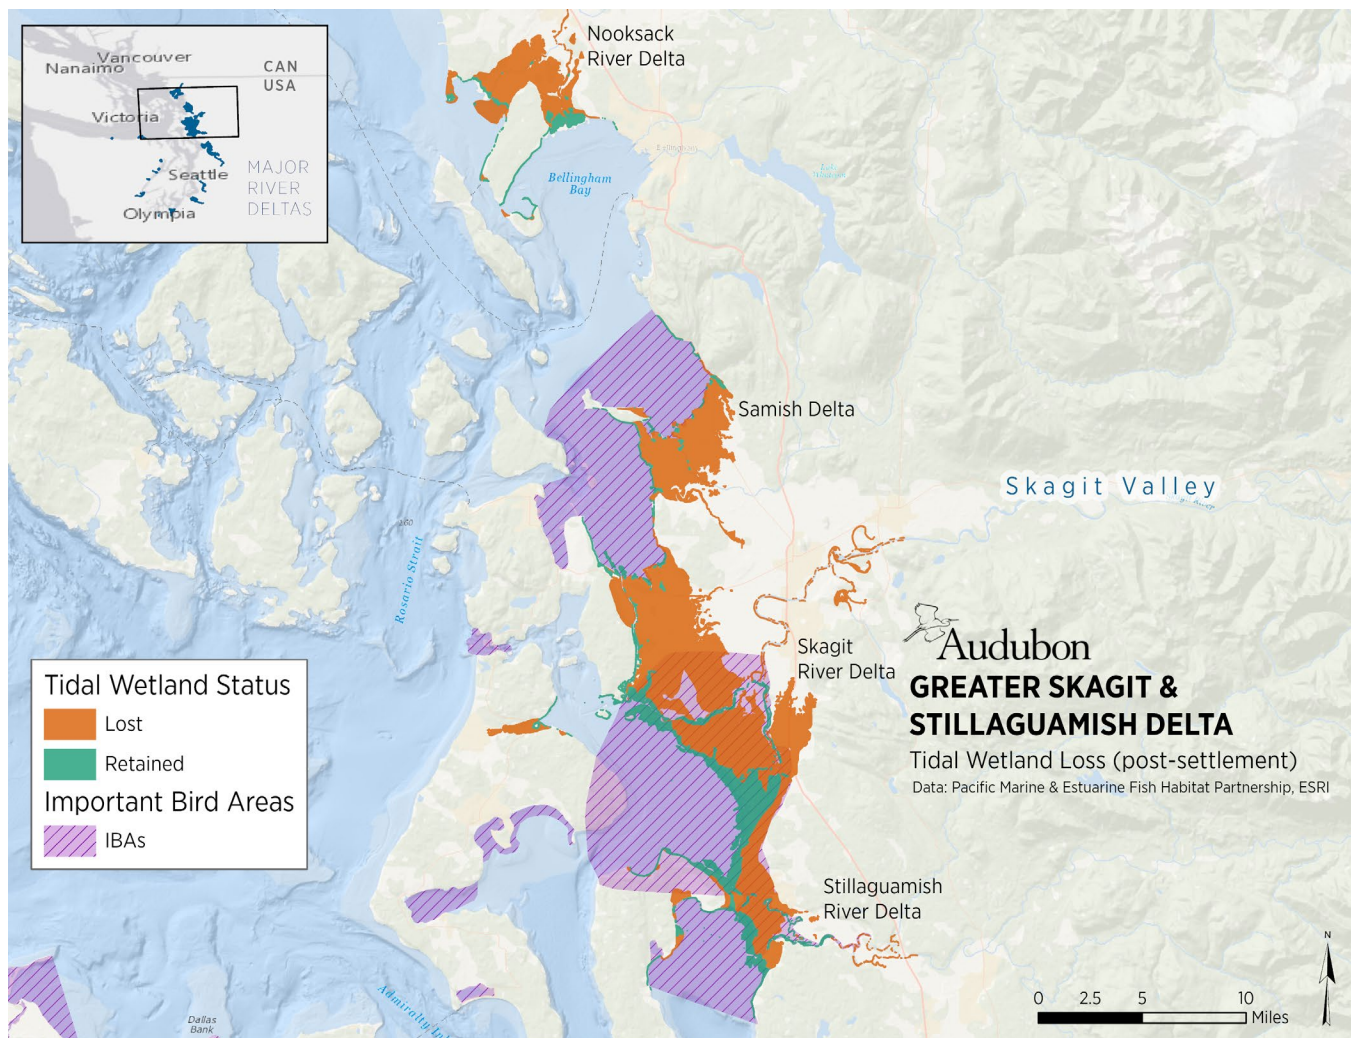 Vancouver
Nanaimo
CAN
USA
Victoria
Seattle
Olympia
MAJOR
RIVER
DELTAS
Nooksack
River Delta
Bellingham
Bellingham
Bay
Samish Delta
Skagit Valley
Rosario Strait
Skagit
River Delta
Audubon
GREATER SKAGIT &
STILLAGUAMISH DELTA
Tidal Wetland Loss (post-settlement)
Data: Pacific Marine & Estuarine Fish Habitat Partnership, ESRI
Tidal Wetland Status
Lost
Retained
Important Bird Areas
IBAs
Stillaguamish
River Delta
Admiralty
Dallas
Bank
N
0 2.5 5 10
Miles